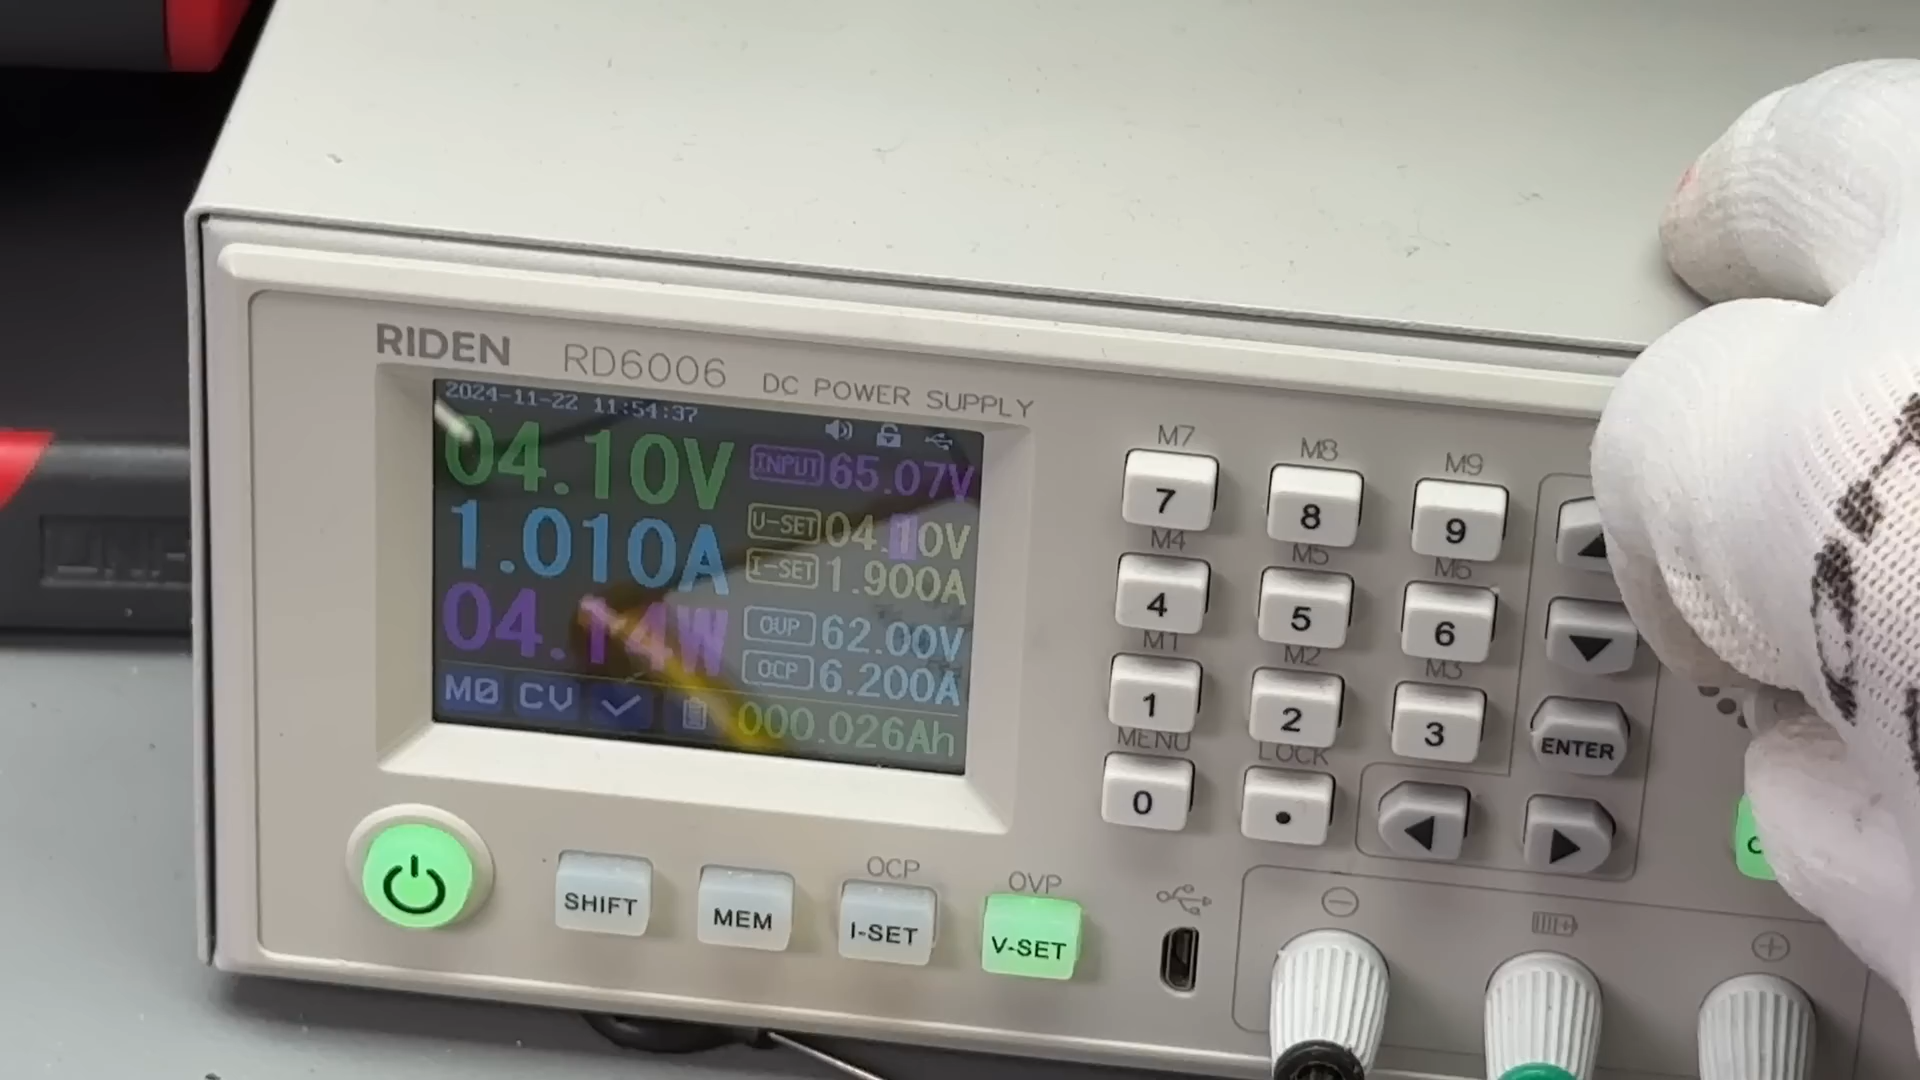 RIDEN RD6006 DC POWER SUPPLY
2024-11-22 11:54:37
04.10V
INPUT 65.07V
1.010A
U-SET 04.10V
I-SET 1.900A
04.14W
OUP 62.00V
OCP 6.200A
M0 CV
000.026Ah
M7 M8 M9
7 8 9
M4 M5 M6
4 5 6
M1 M2 M3
1 2 3
ENTER
MENU LOCK
0 •
OCP OVP
SHIFT MEM I-SET V-SET